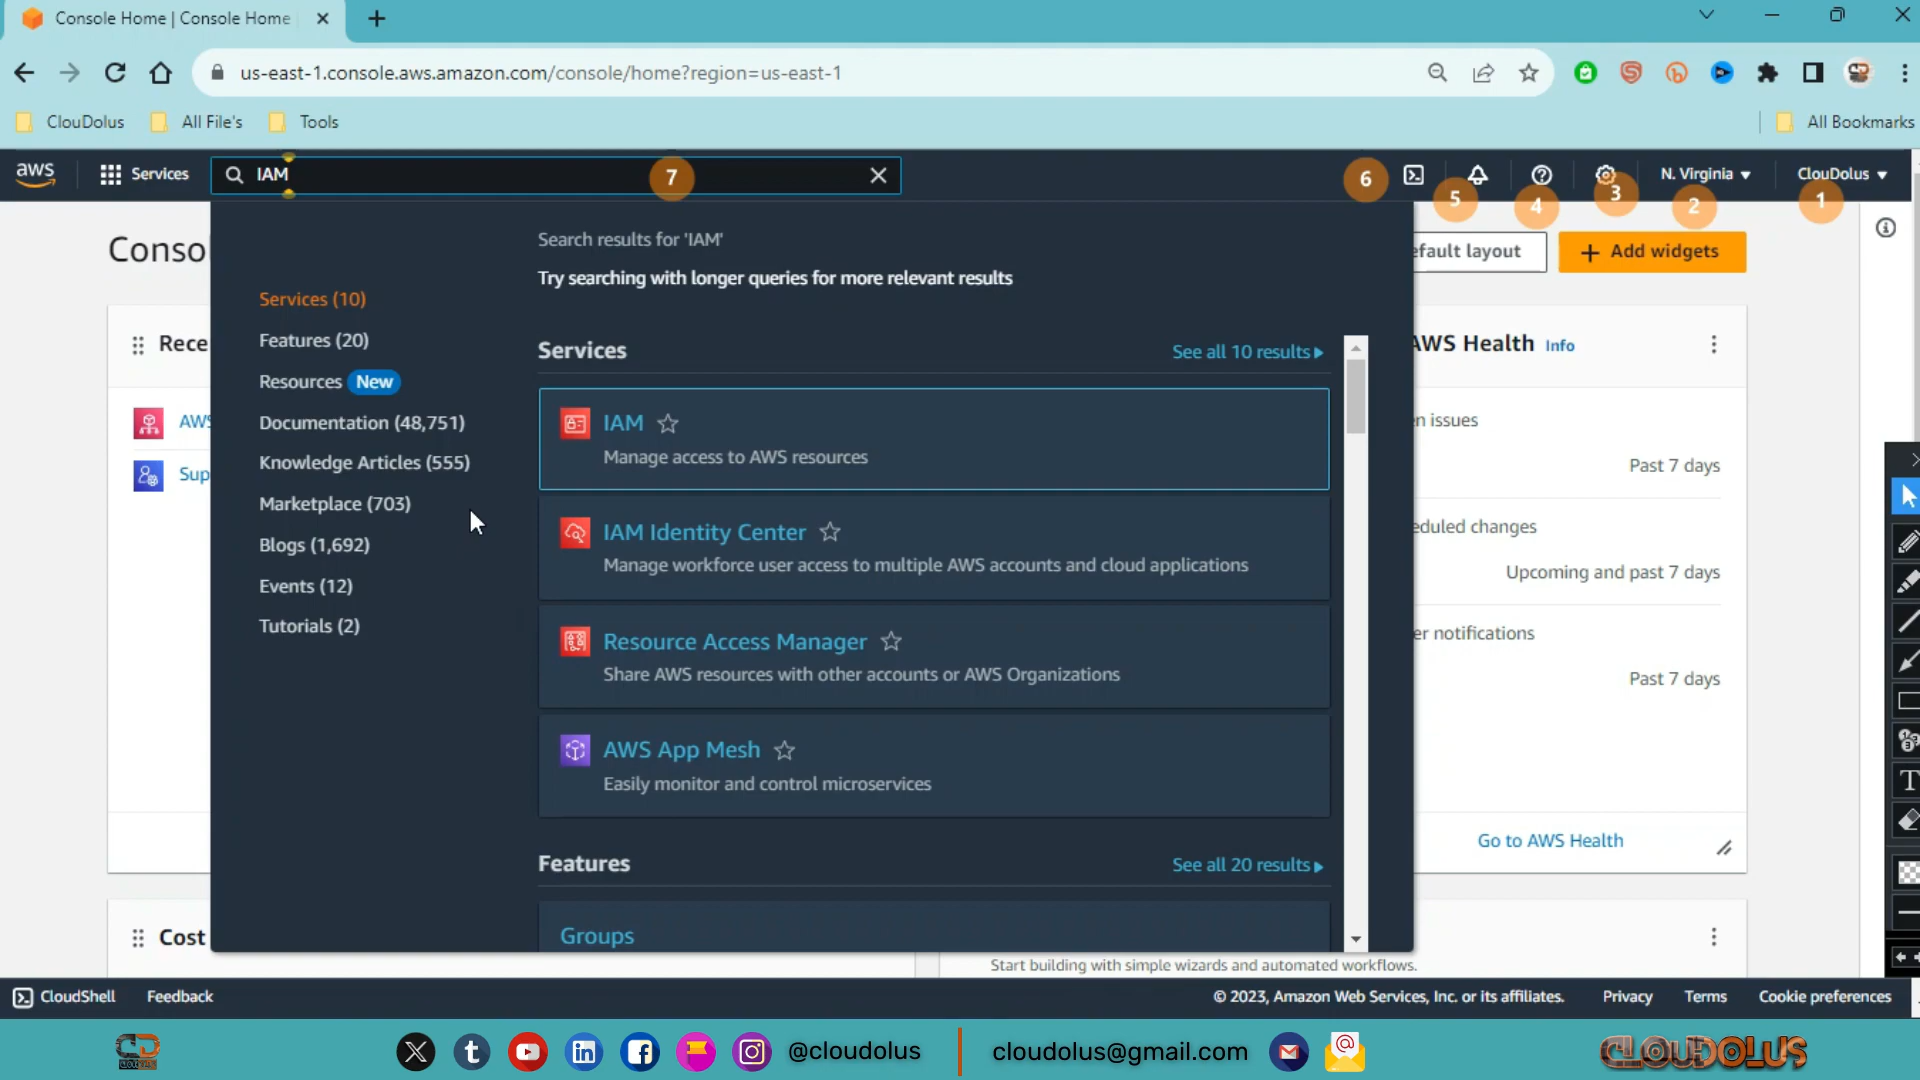 Console Home | Console Home
us-east-1.console.aws.amazon.com/console/home?region=us-east-1
ClouDolus
All File's
Tools
All Bookmarks
aws
Services
IAM
7
6
5
4
3
2
1
N. Virginia
ClouDolus
Conso
Search results for 'IAM'
Try searching with longer queries for more relevant results
efault layout
Add widgets
Services (10)
Features (20)
Resources New
Documentation (48,751)
Knowledge Articles (555)
Marketplace (703)
Blogs (1,692)
Events (12)
Tutorials (2)
Services
See all 10 results
IAM
Manage access to AWS resources
IAM Identity Center
Manage workforce user access to multiple AWS accounts and cloud applications
Resource Access Manager
Share AWS resources with other accounts or AWS Organizations
AWS App Mesh
Easily monitor and control microservices
Features
See all 20 results
Groups
Rece
AWS
Sup
Cost
AWS Health Info
n issues
Past 7 days
eduled changes
Upcoming and past 7 days
er notifications
Past 7 days
Go to AWS Health
Start building with simple wizards and automated workflows.
CloudShell
Feedback
© 2023, Amazon Web Services, Inc. or its affiliates.
Privacy
Terms
Cookie preferences
@cloudolus
cloudolus@gmail.com
CLOUDOLUS